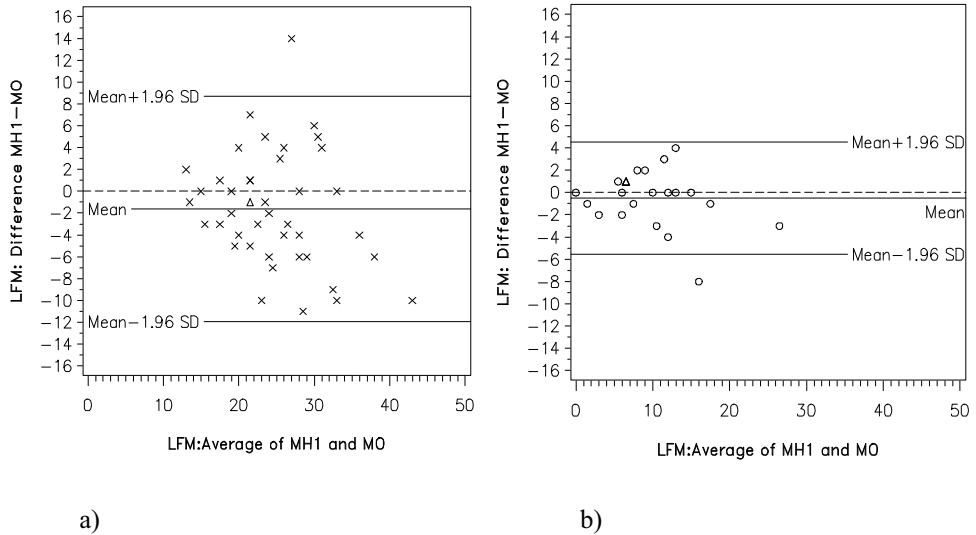 LFM: Difference MH1−MO
16
14
12
10
8
6
4
2
0
−2
−4
−6
−8
−10
−12
−14
−16
Mean+1.96 SD
Mean
Mean−1.96 SD
0 10 20 30 40 50
LFM:Average of MH1 and MO
a)
LFM: Difference MH1−MO
16
14
12
10
8
6
4
2
0
−2
−4
−6
−8
−10
−12
−14
−16
Mean+1.96 SD
Mean
Mean−1.96 SD
0 10 20 30 40 50
LFM:Average of MH1 and MO
b)